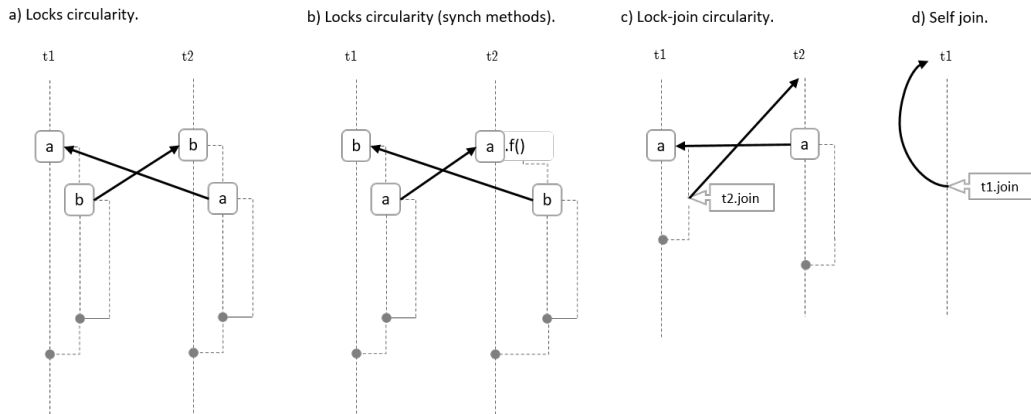 a) Locks circularity.
b) Locks circularity (synch methods).
c) Lock-join circularity.
d) Self join.
t1
t2
t1
t2
t1
t2
t1
a
b
b
a
b
a
.f()
a
b
a
a
t2.join
t1.join